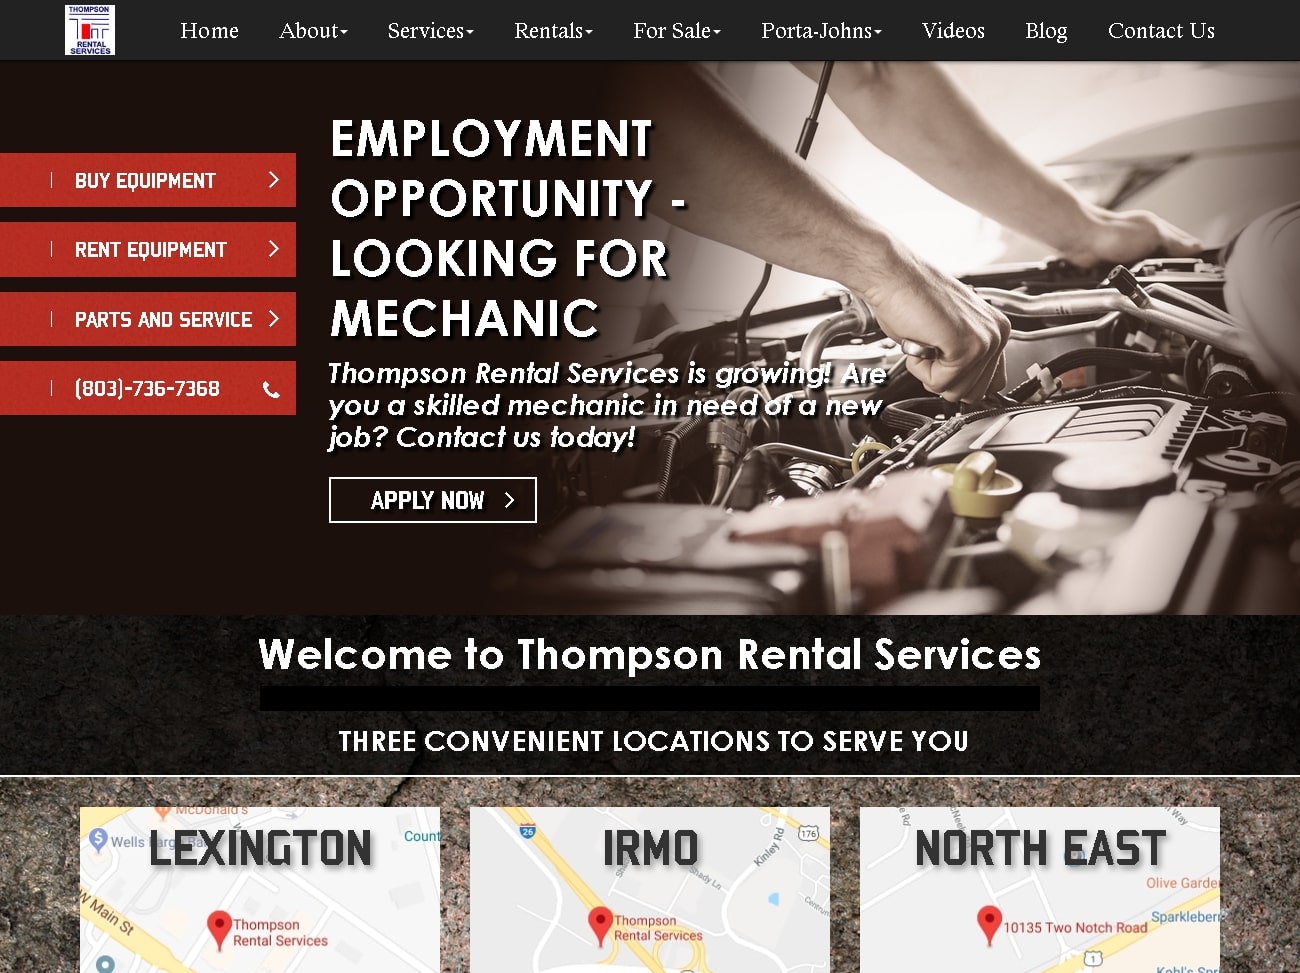 THOMPSON
RENTAL
SERVICES
Home
About
Services
Rentals
For Sale
Porta-Johns
Videos
Blog
Contact Us
BUY EQUIPMENT
RENT EQUIPMENT
PARTS AND SERVICE
(803)-736-7368
EMPLOYMENT
OPPORTUNITY -
LOOKING FOR
MECHANIC
Thompson Rental Services is growing! Are
you a skilled mechanic in need of a new
job? Contact us today!
APPLY NOW
Welcome to Thompson Rental Services
THREE CONVENIENT LOCATIONS TO SERVE YOU
LEXINGTON
McDonald's
Wells Fargo Bank
Count
W Main St
Thompson
Rental Services
IRMO
26
176
Kinley Rd
Shady Ln
Thompson
Rental Services
NORTH EAST
Way
Olive Garde
Sparkleber
10135 Two Notch Road
1
Kohl's